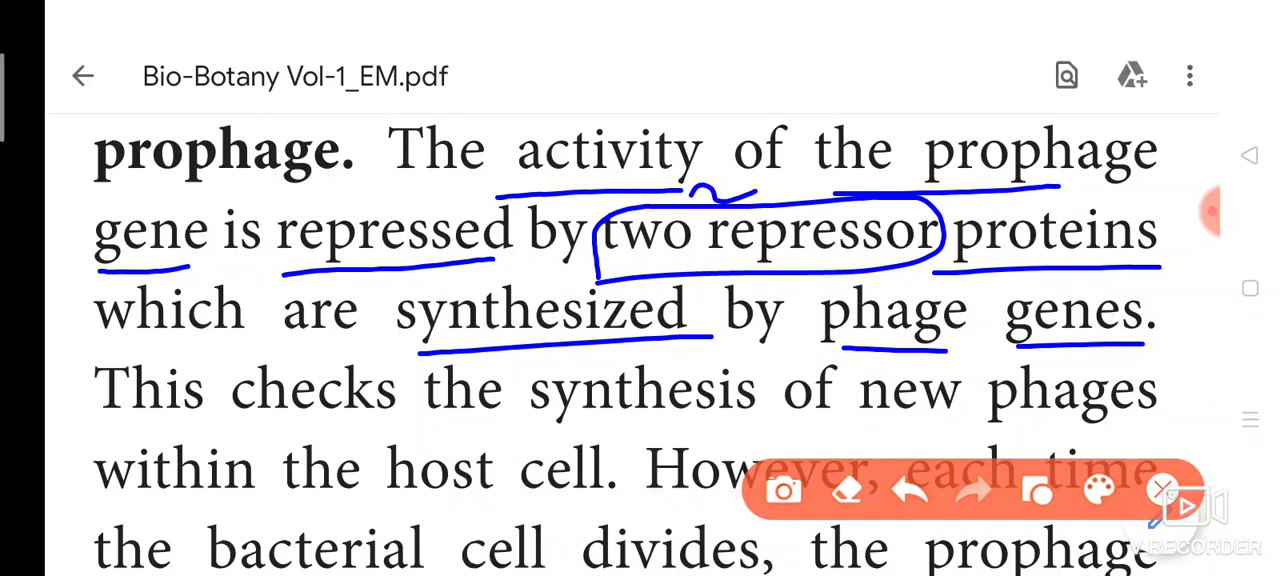 Bio-Botany Vol-1_EM.pdf
prophage. The activity of the prophage
gene is repressed by two repressor proteins
which are synthesized by phage genes.
This checks the synthesis of new phages
within the host cell. However, each time
the bacterial cell divides, the prophage
V RECORDER